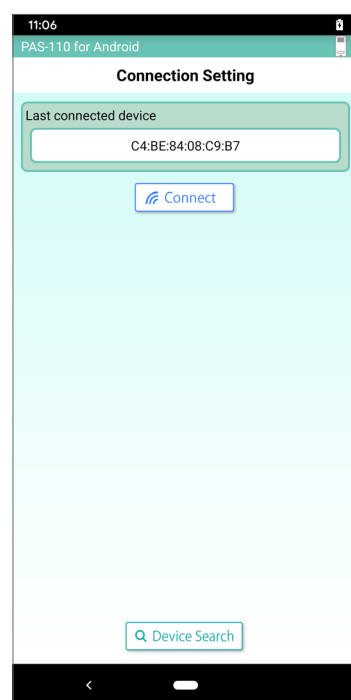 11:06
PAS-110 for Android
Connection Setting
Last connected device
C4:BE:84:08:C9:B7
Connect
Device Search